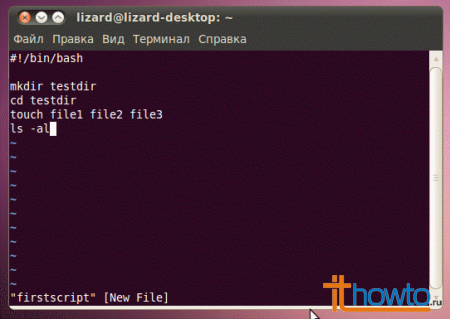 lizard@lizard-desktop: ~
Файл Правка Вид Терминал Справка
#!/bin/bash
mkdir testdir
cd testdir
touch file1 file2 file3
ls -al
~
~
~
~
~
~
~
~
~
~
~
"firstscript" [New File]
ithowto
.ru